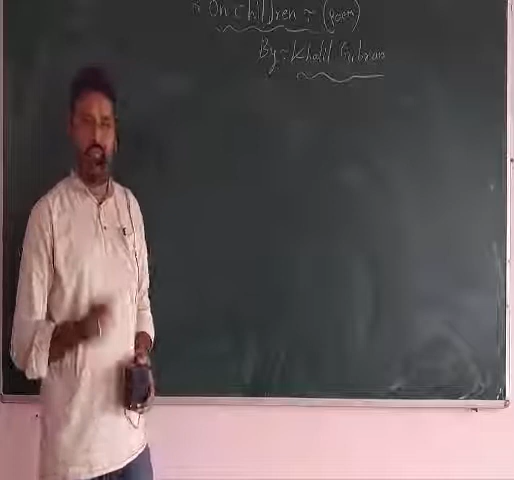 On Children :- (Poem)
By :- Khalil Gibran